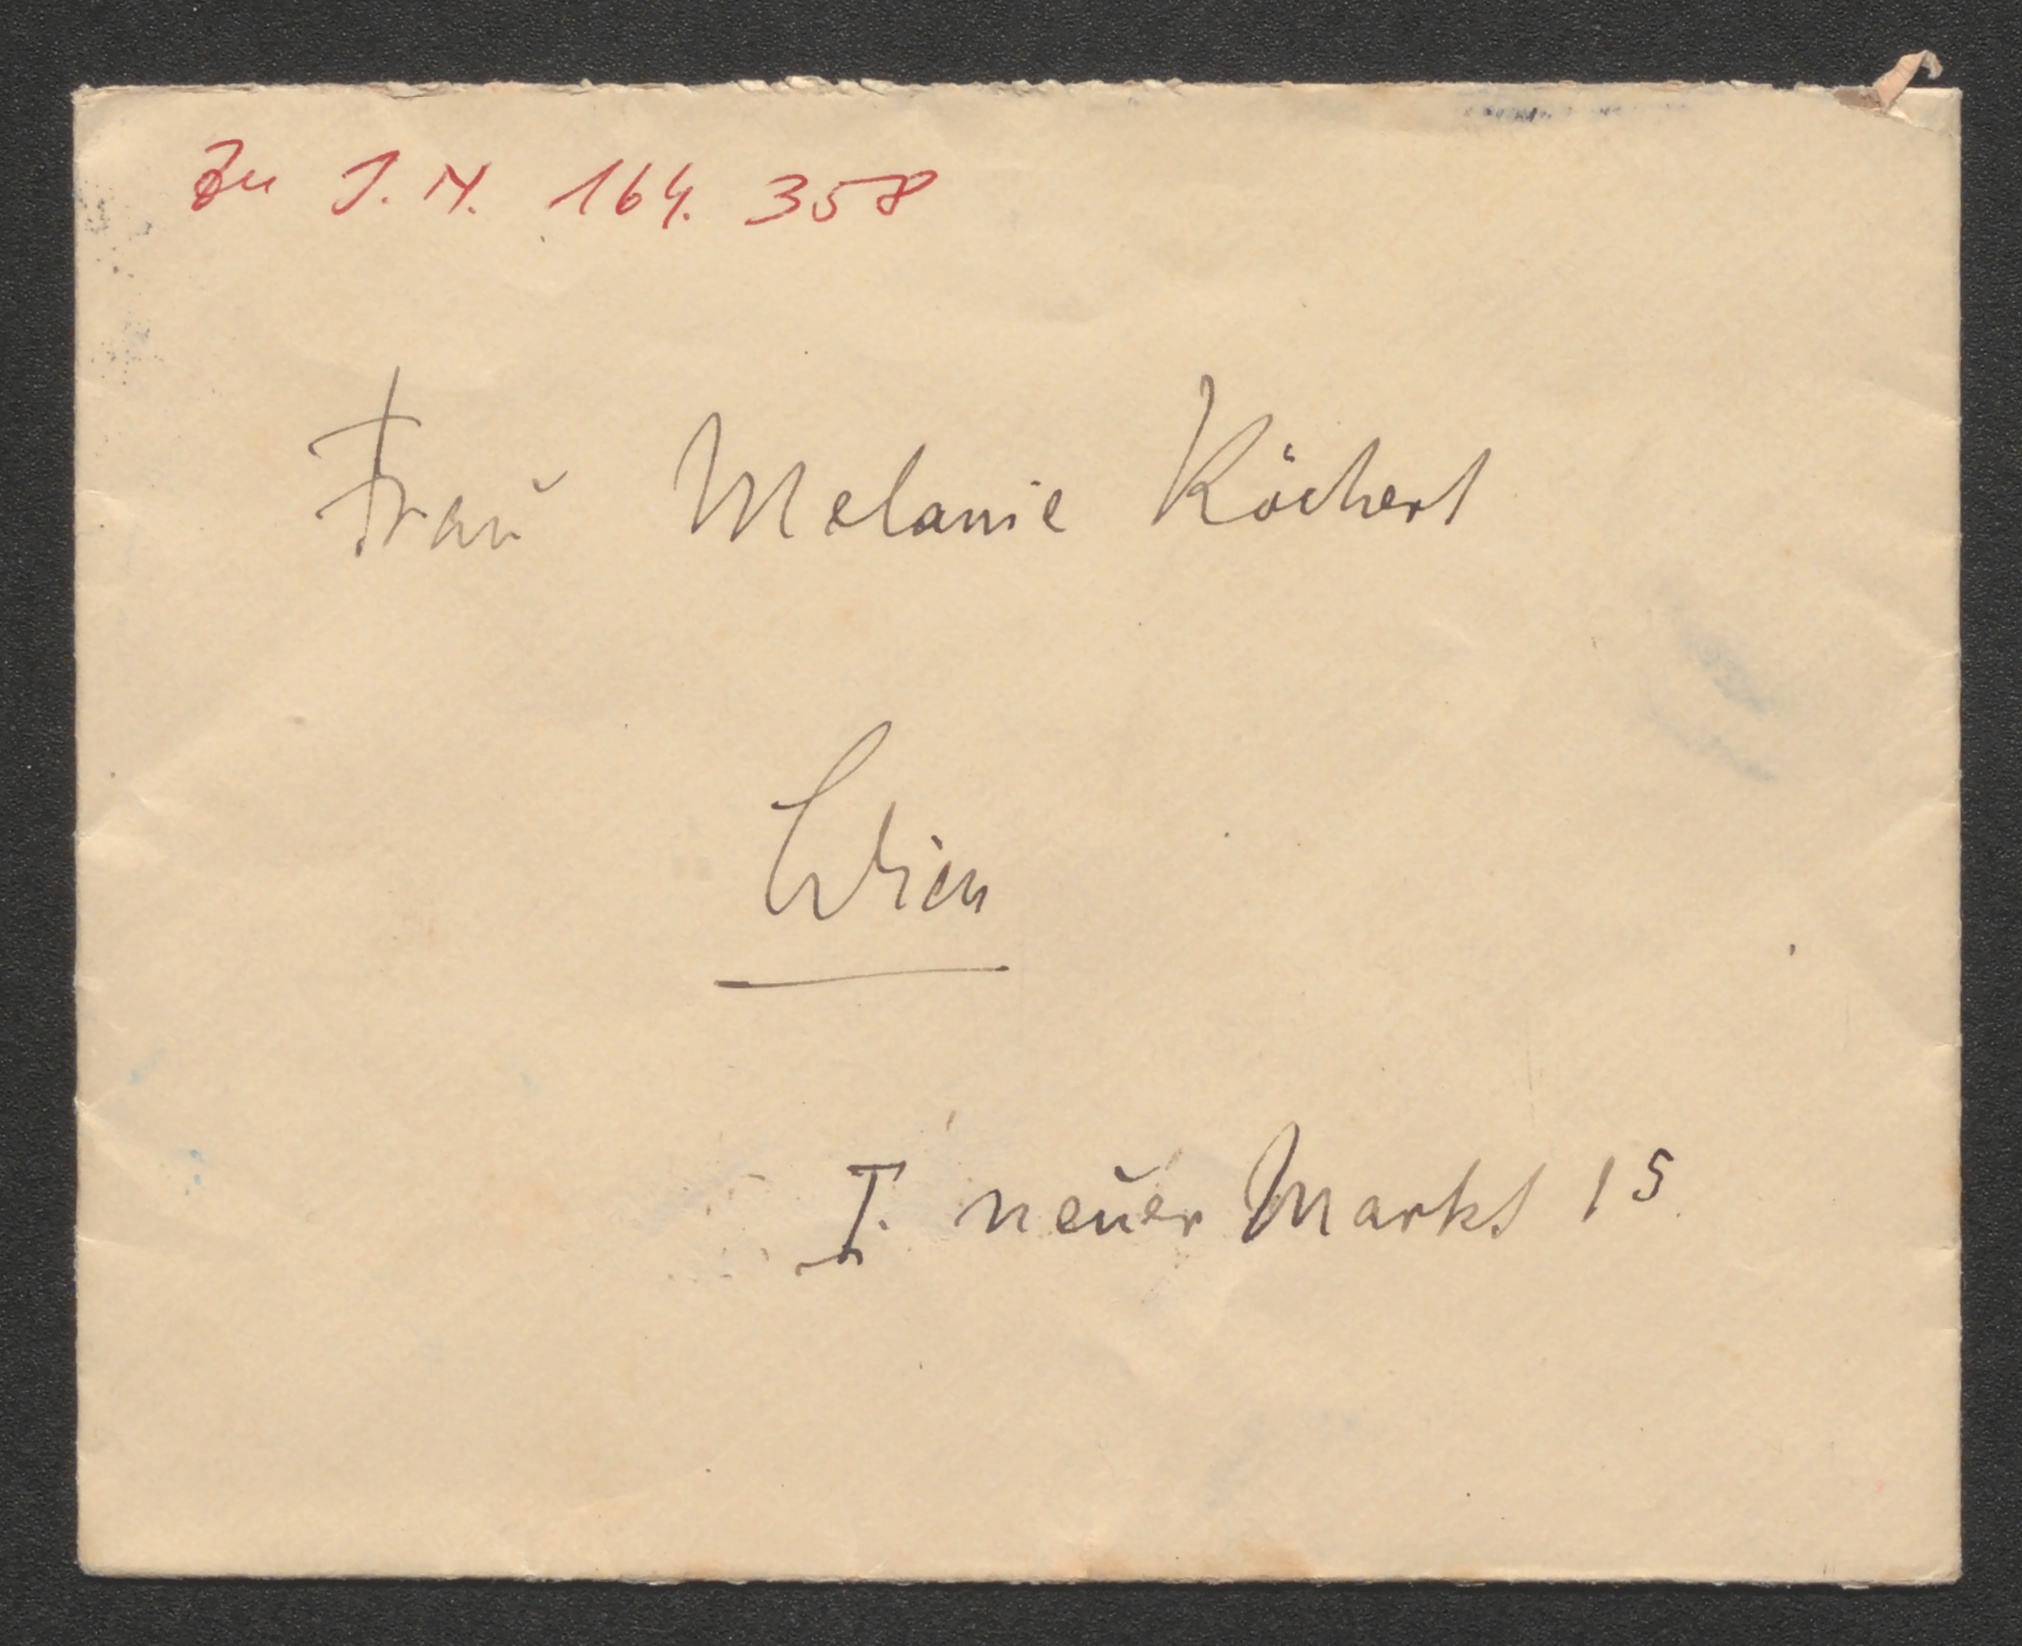 Zu I. N. 164. 358
Frau Melanie Köchert
Wien
I. neuer Markt 15